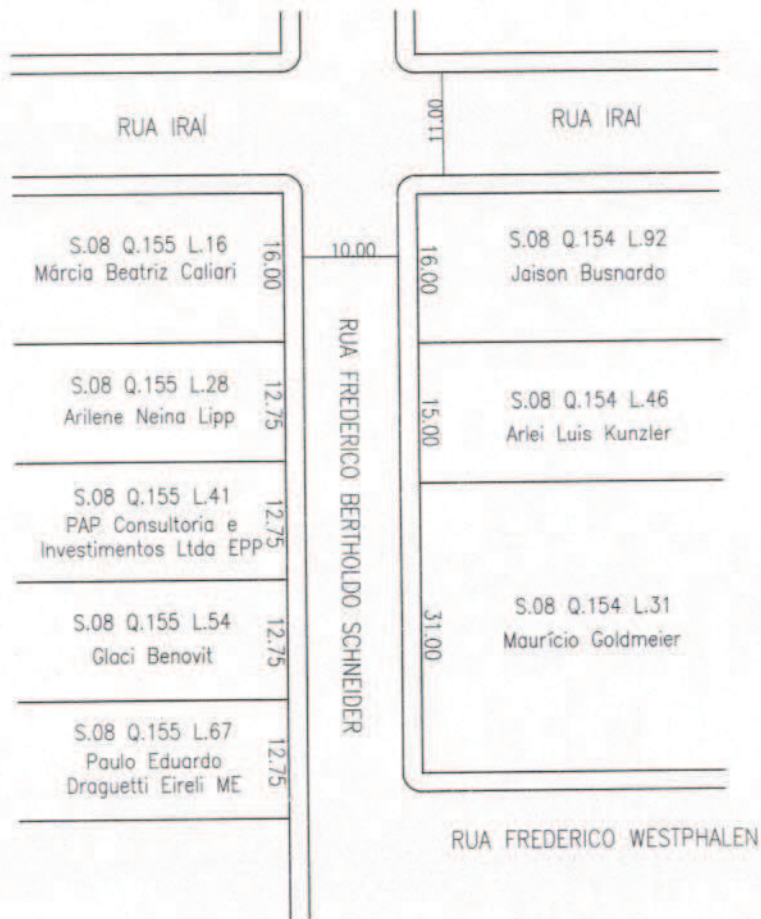 RUA IRAÍ
11.00
RUA IRAÍ
S.08 Q.155 L.16
Márcia Beatriz Caliari
16.00
10.00
16.00
S.08 Q.154 L.92
Jaison Busnardo
RUA FREDERICO BERTHOLDO SCHNEIDER
S.08 Q.155 L.28
Arilene Neina Lipp
12.75
15.00
S.08 Q.154 L.46
Arlei Luis Kunzler
S.08 Q.155 L.41
PAP Consultoria e
Investimentos Ltda EPP
12.75
S.08 Q.155 L.54
Glaci Benovit
12.75
31.00
S.08 Q.154 L.31
Maurício Goldmeier
S.08 Q.155 L.67
Paulo Eduardo
Draguetti Eireli ME
12.75
RUA FREDERICO WESTPHALEN